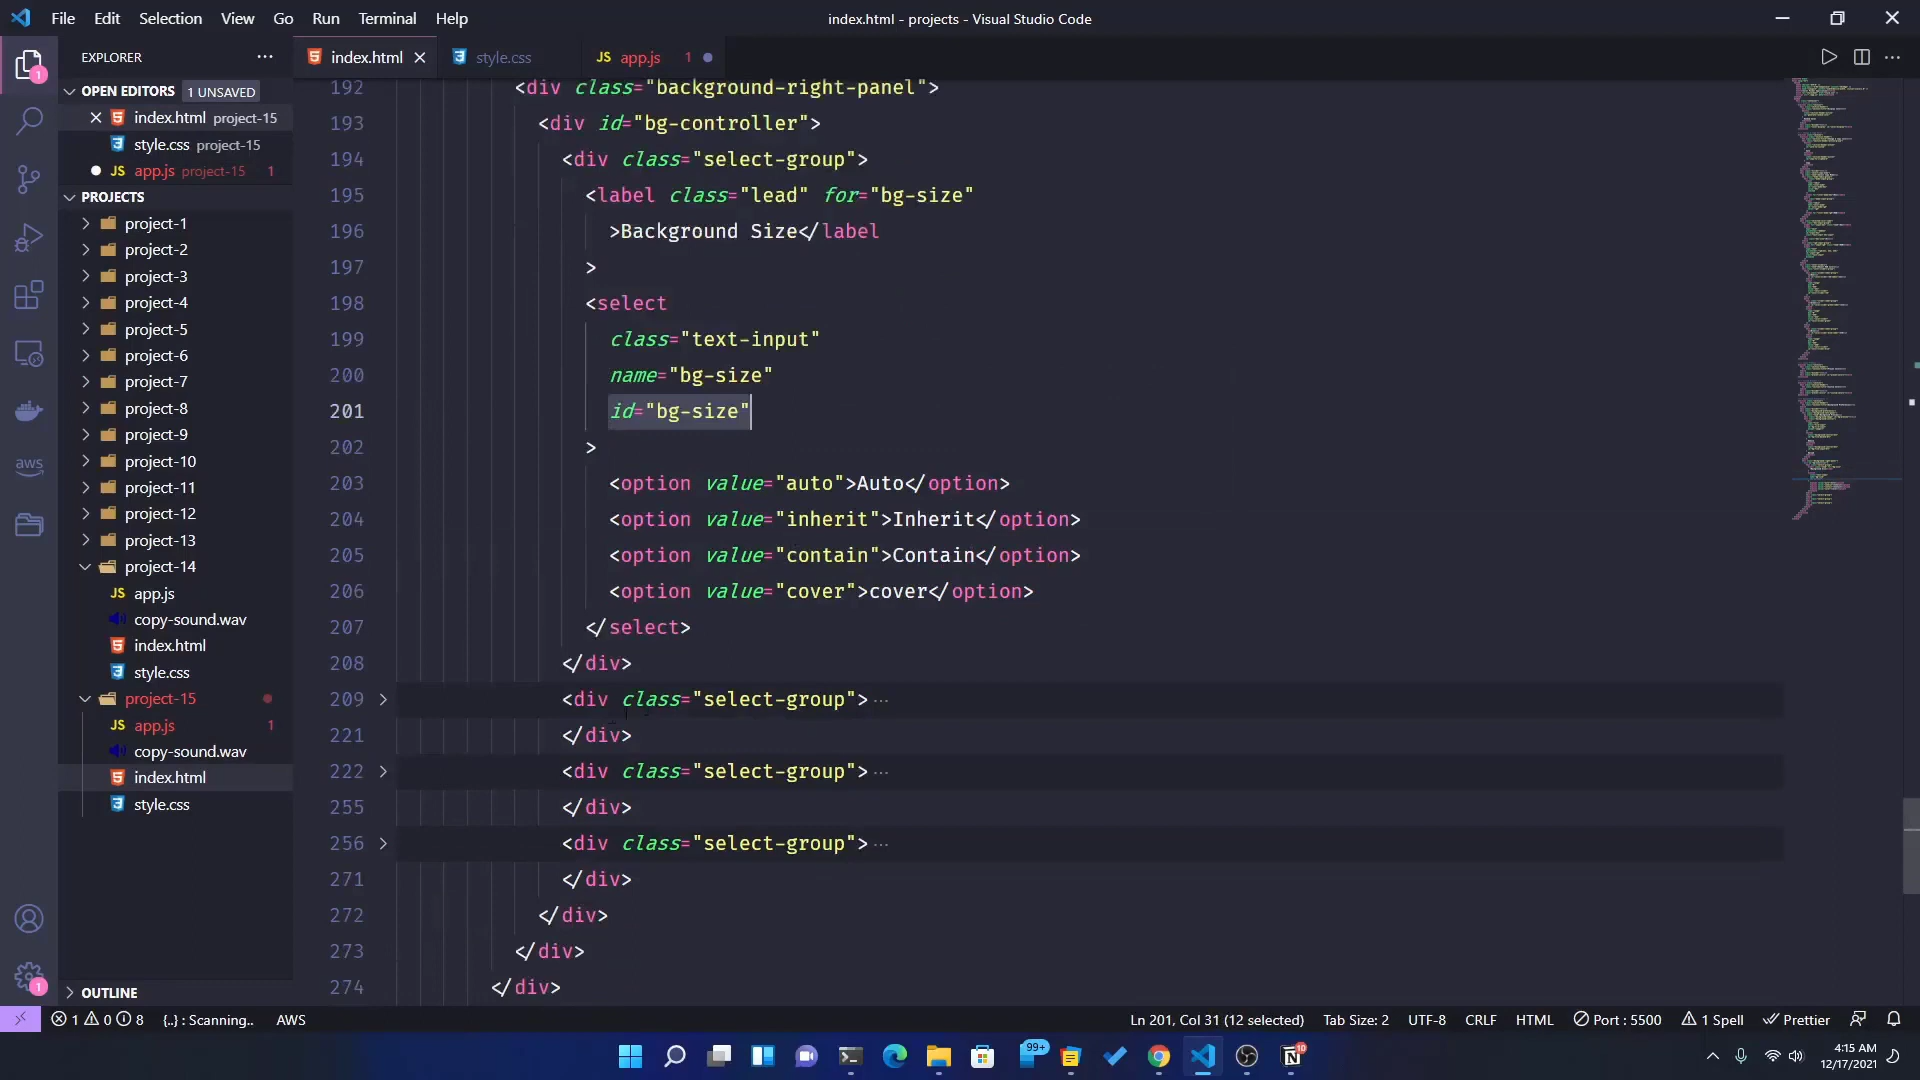 File Edit Selection View Go Run Terminal Help
index.html - projects - Visual Studio Code
EXPLORER
index.html
style.css
JS app.js 1
OPEN EDITORS 1 UNSAVED
index.html project-15
style.css project-15
JS app.js project-15 1
PROJECTS
project-1
project-2
project-3
project-4
project-5
project-6
project-7
project-8
project-9
project-10
project-11
project-12
project-13
project-14
JS app.js
copy-sound.wav
index.html
style.css
project-15
JS app.js 1
copy-sound.wav
index.html
style.css
OUTLINE
1
aws
1
192 <div class="background-right-panel">
193 <div id="bg-controller">
194 <div class="select-group">
195 <label class="lead" for="bg-size"
196 >Background Size</label
197 >
198 <select
199 class="text-input"
200 name="bg-size"
201 id="bg-size"
202 >
203 <option value="auto">Auto</option>
204 <option value="inherit">Inherit</option>
205 <option value="contain">Contain</option>
206 <option value="cover">cover</option>
207 </select>
208 </div>
209 <div class="select-group">...
221 </div>
222 <div class="select-group">...
255 </div>
256 <div class="select-group">...
271 </div>
272 </div>
273 </div>
274 </div>
1 0 8 {..} : Scanning.. AWS
Ln 201, Col 31 (12 selected) Tab Size: 2 UTF-8 CRLF HTML Port : 5500 1 Spell Prettier
99+
10
4:15 AM
12/17/2021